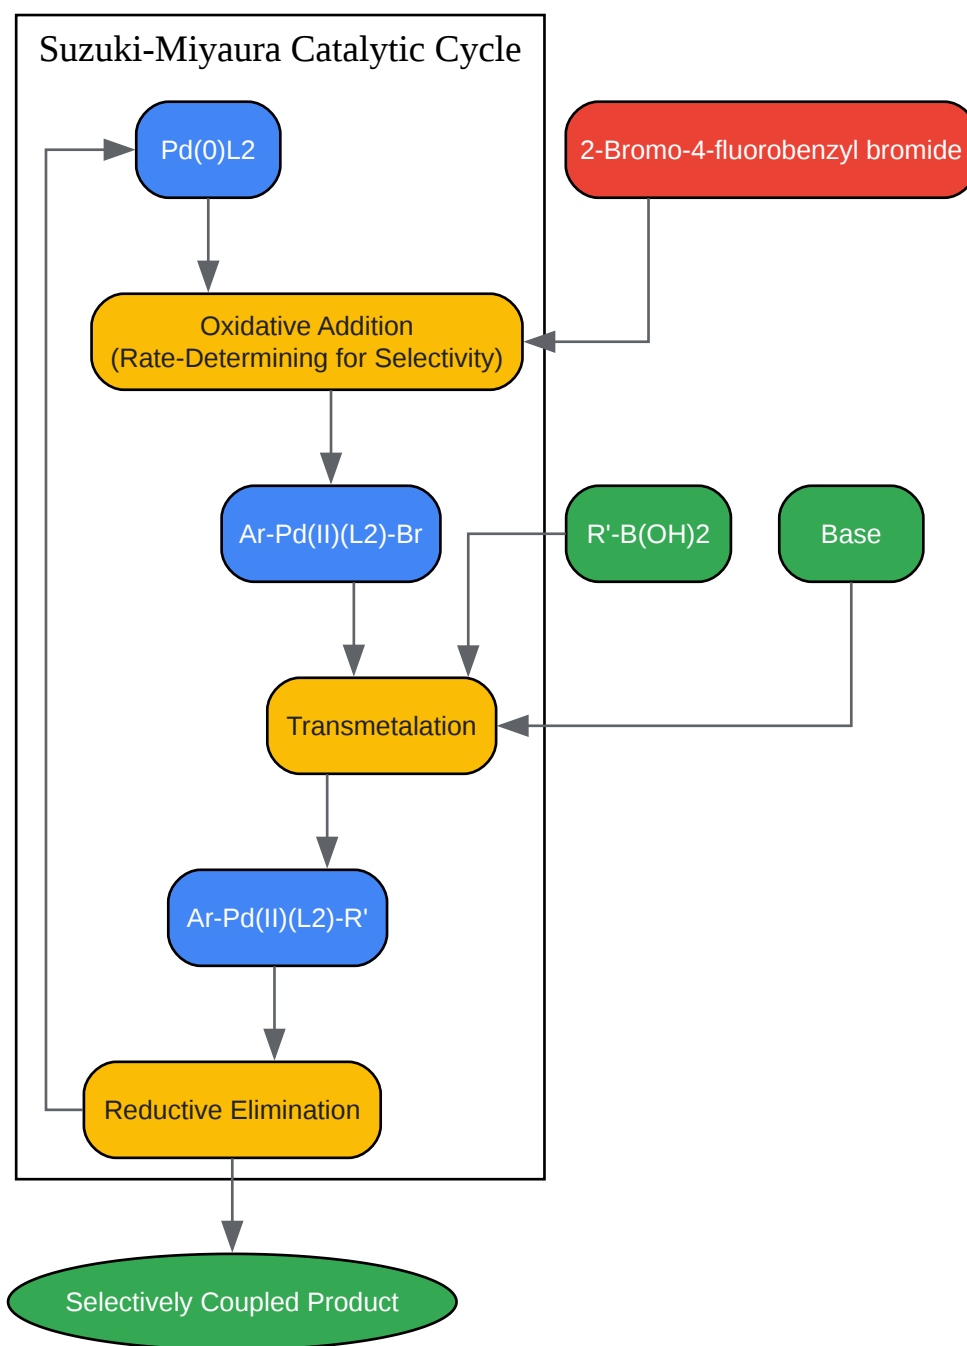 Suzuki-Miyaura Catalytic Cycle
Pd(0)L2
2-Bromo-4-fluorobenzyl bromide
Oxidative Addition
(Rate-Determining for Selectivity)
Ar-Pd(II)(L2)-Br
R'-B(OH)2
Base
Transmetalation
Ar-Pd(II)(L2)-R'
Reductive Elimination
Selectively Coupled Product